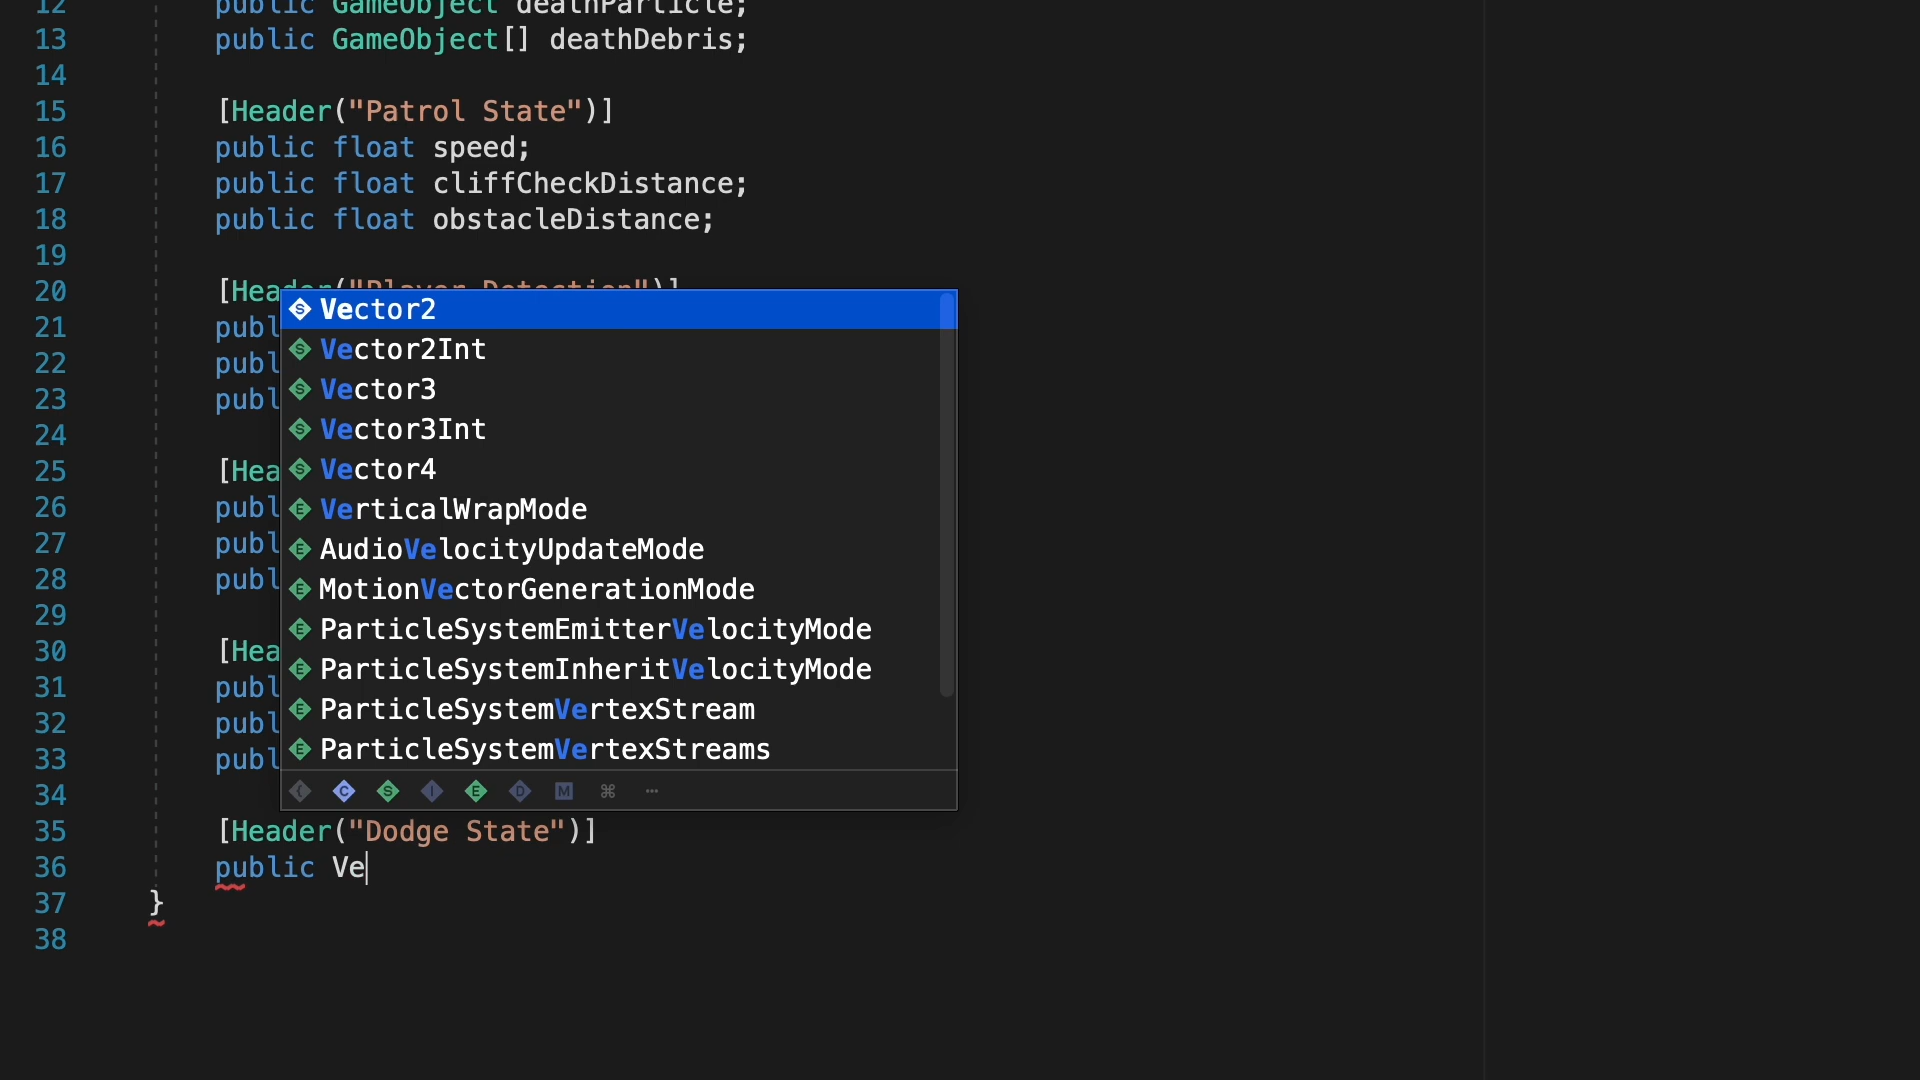 12 public GameObject deathParticle;
13 public GameObject[] deathDebris;
14
15 [Header("Patrol State")]
16 public float speed;
17 public float cliffCheckDistance;
18 public float obstacleDistance;
19
20 [Header("Player Detection")]
21 publ
22 publ
23 publ
24
25 [Hea
26 publ
27 publ
28 publ
29
30 [Hea
31 publ
32 publ
33 publ
34
Vector2
Vector2Int
Vector3
Vector3Int
Vector4
VerticalWrapMode
AudioVelocityUpdateMode
MotionVectorGenerationMode
ParticleSystemEmitterVelocityMode
ParticleSystemInheritVelocityMode
ParticleSystemVertexStream
ParticleSystemVertexStreams
35 [Header("Dodge State")]
36 public Ve
37 }
38